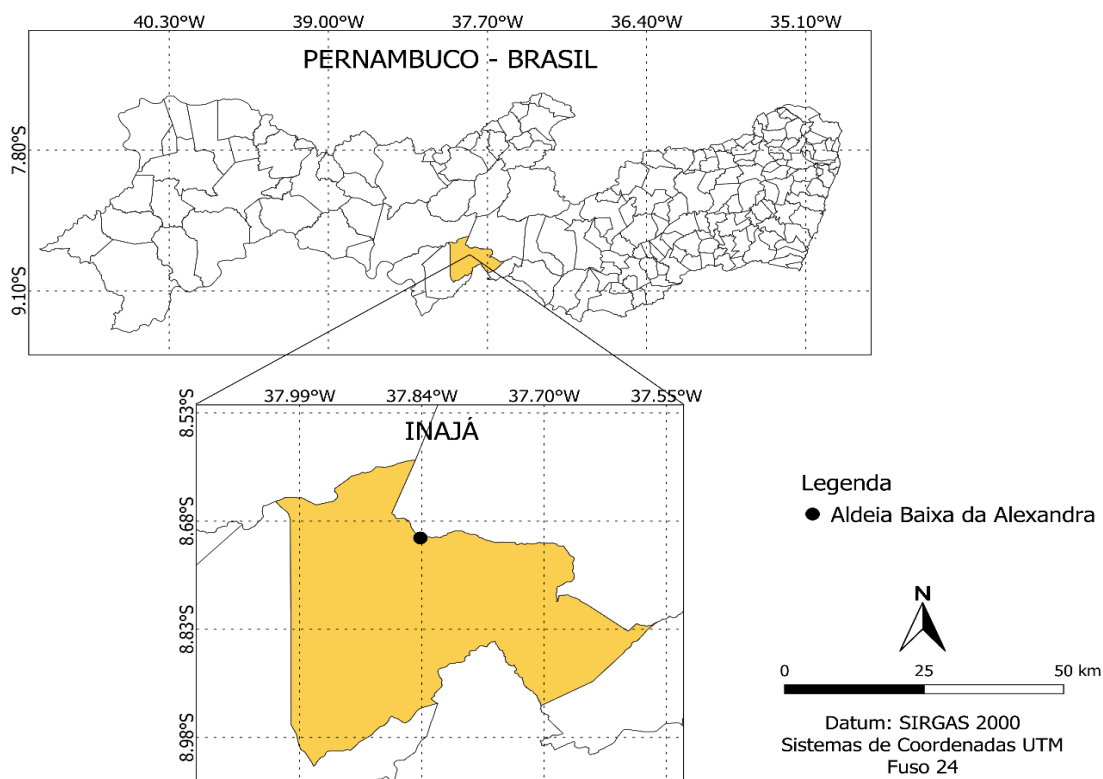 40.30°W 39.00°W 37.70°W 36.40°W 35.10°W
PERNAMBUCO - BRASIL
7.80°S
9.10°S
37.99°W 37.84°W 37.70°W 37.55°W
8.53°S
INAJÁ
8.68°S
8.83°S
8.98°S
Legenda
Aldeia Baixa da Alexandra
N
0 25 50 km
Datum: SIRGAS 2000
Sistemas de Coordenadas UTM
Fuso 24